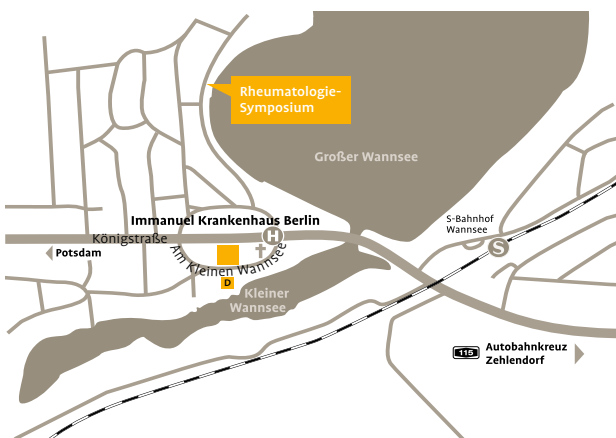 Rheumatologie-
Symposium
Großer Wannsee
Immanuel Krankenhaus Berlin
H
S-Bahnhof
Wannsee
S
Königstraße
Potsdam
Am Kleinen Wannsee
D
Kleiner
Wannsee
115
Autobahnkreuz
Zehlendorf